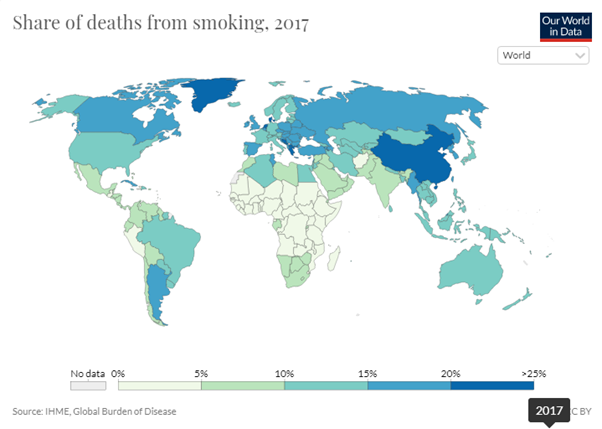 Share of deaths from smoking, 2017
Our World
in Data
World
No data 0% 5% 10% 15% 20% >25%
Source: IHME, Global Burden of Disease
2017
BY